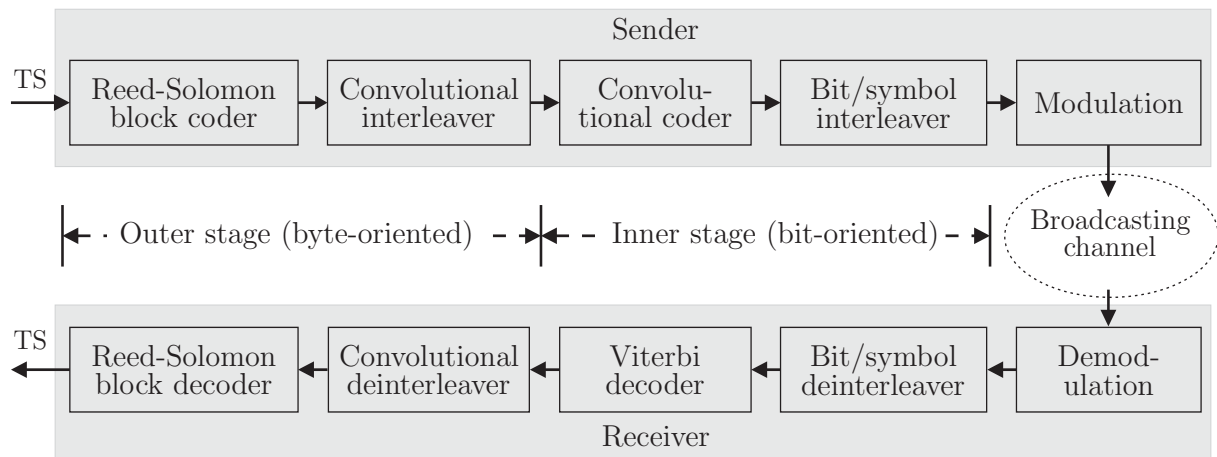 Sender
TS
Reed-Solomon
block coder
Convolutional
interleaver
Convolu-
tional coder
Bit/symbol
interleaver
Modulation
Outer stage (byte-oriented)
Inner stage (bit-oriented)
Broadcasting
channel
TS
Reed-Solomon
block decoder
Convolutional
deinterleaver
Viterbi
decoder
Bit/symbol
deinterleaver
Demod-
ulation
Receiver